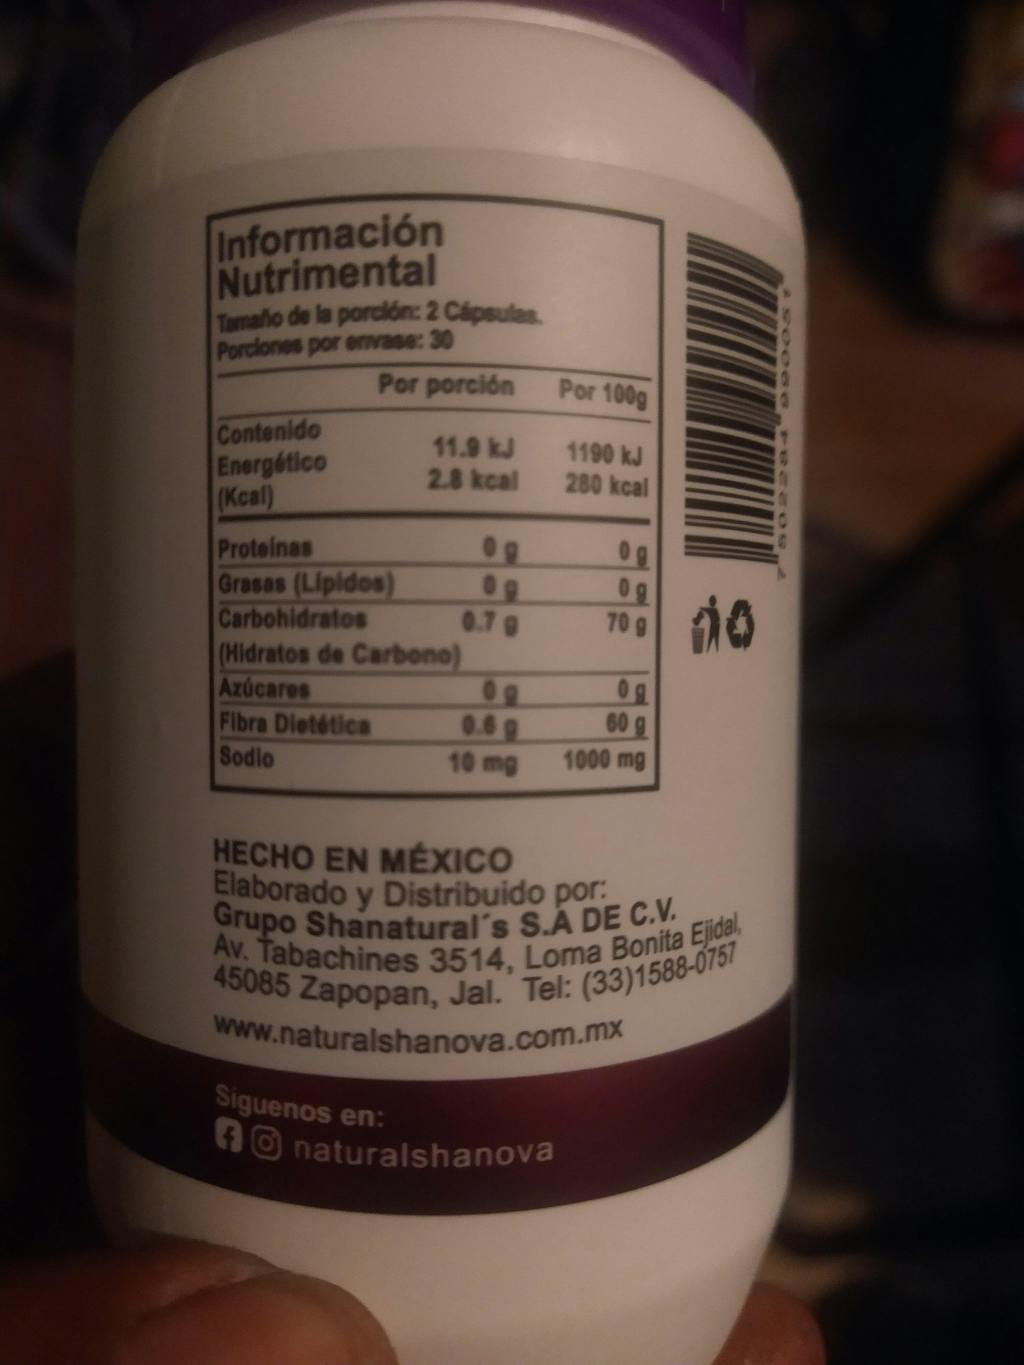 Información
Nutrimental
Tamaño de la porción: 2 Cápsulas.
Porciones por envase: 30
Por porción Por 100g
Contenido
Energético
(Kcal)
11.9 kJ 1190 kJ
2.8 kcal 280 kcal
Proteínas 0 g 0 g
Grasas (Lípidos) 0 g 0 g
Carbohidratos 0.7 g 70 g
(Hidratos de Carbono)
Azúcares 0 g 0 g
Fibra Dietética 0.6 g 60 g
Sodio 10 mg 1000 mg
HECHO EN MÉXICO
Elaborado y Distribuido por:
Grupo Shanatural´s S.A DE C.V.
Av. Tabachines 3514, Loma Bonita Ejidal,
45085 Zapopan, Jal. Tel: (33)1588-0757
www.naturalshanova.com.mx
Síguenos en:
naturalshanova